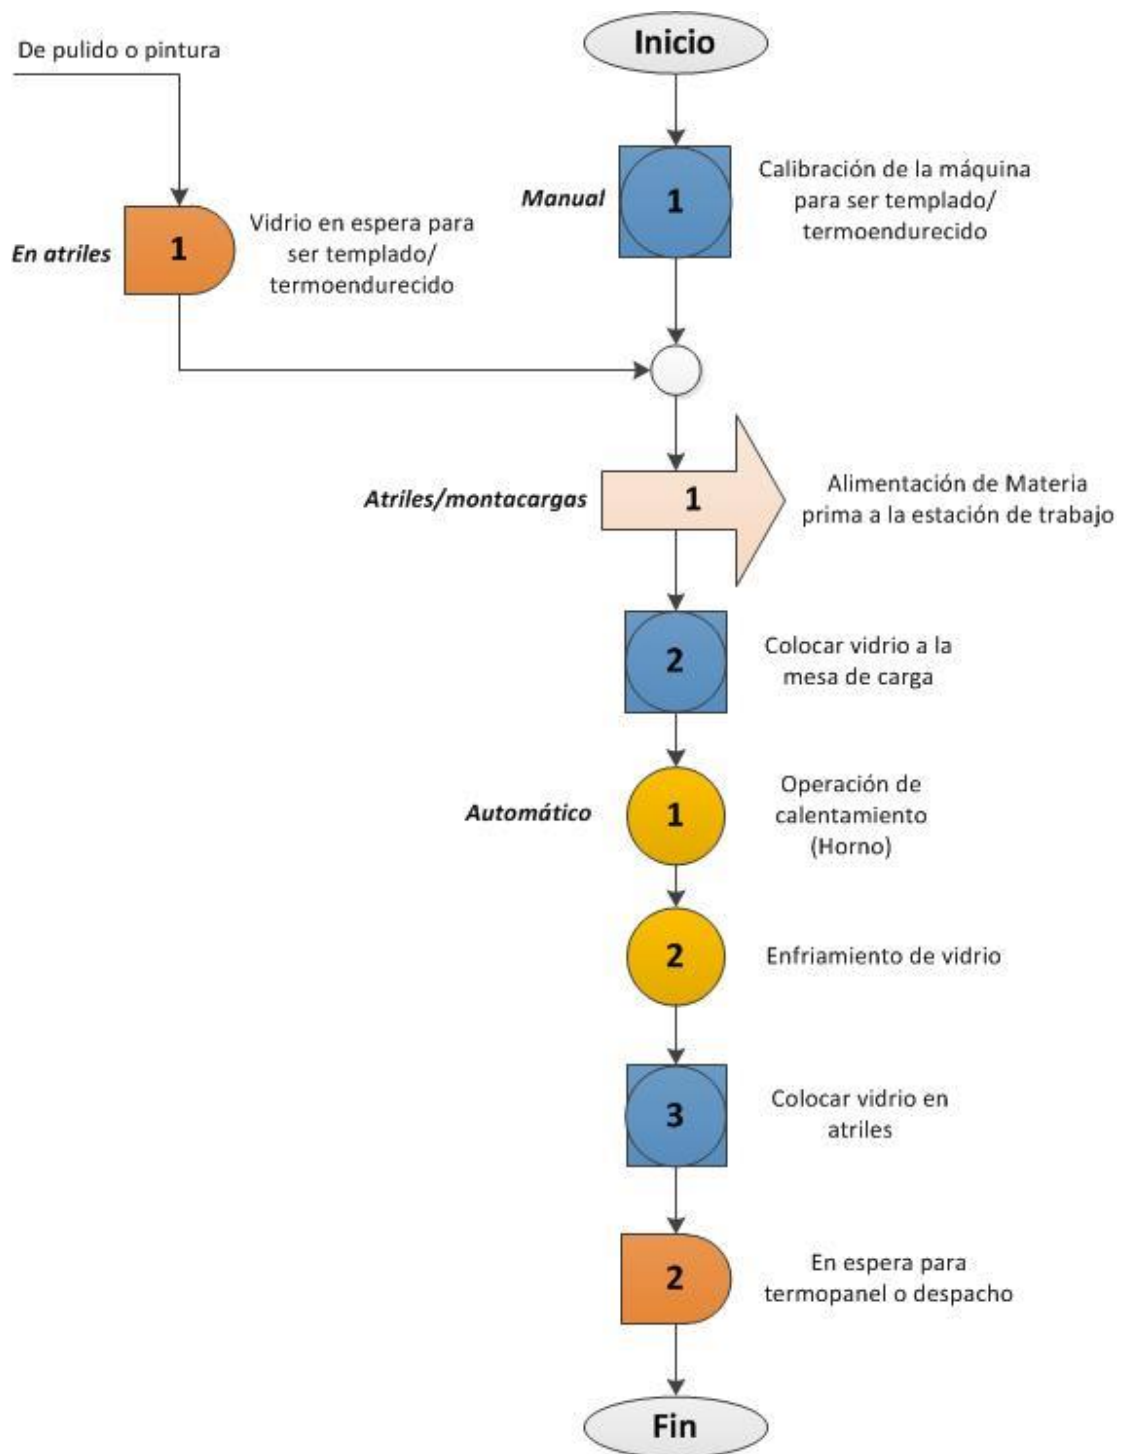 De pulido o pintura
Inicio
Manual
1
Calibración de la máquina
para ser templado/
termoendurecido
En atriles
1
Vidrio en espera para
ser templado/
termoendurecido
Atriles/montacargas
1
Alimentación de Materia
prima a la estación de trabajo
2
Colocar vidrio a la
mesa de carga
Automático
1
Operación de
calentamiento
(Horno)
2
Enfriamiento de vidrio
3
Colocar vidrio en
atriles
2
En espera para
termopanel o despacho
Fin